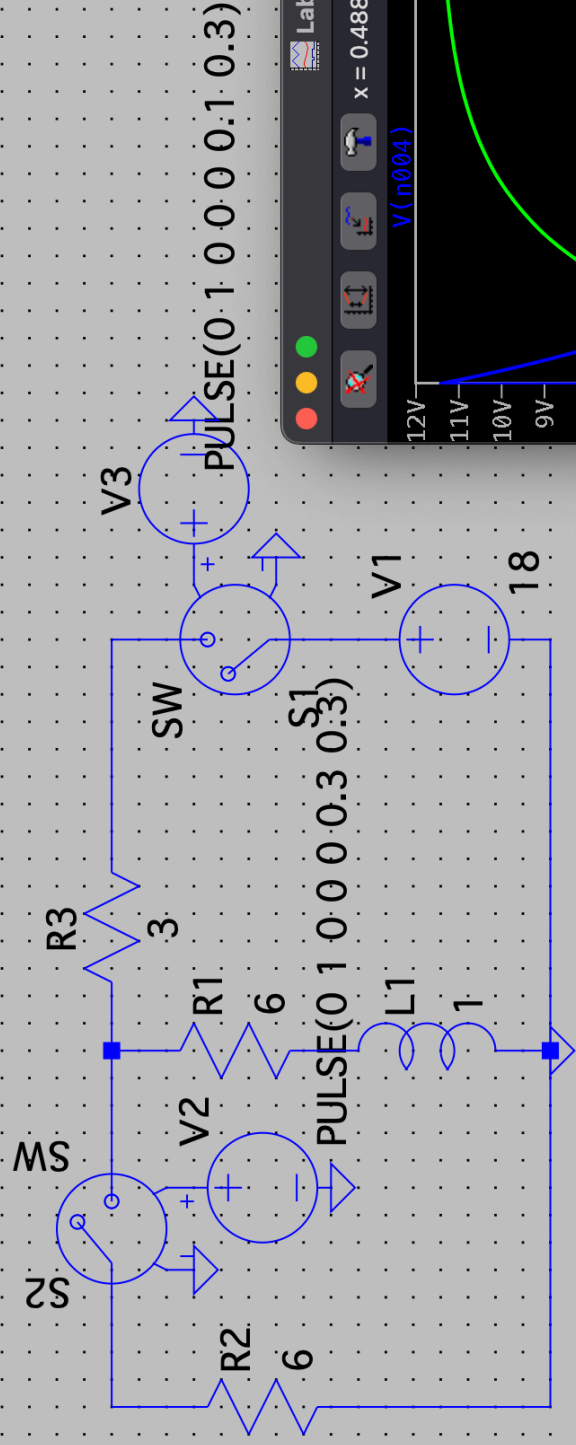 R3
3
SW
S1
V3
PULSE(0 1 0 0 0 0.1 0.3)
V1
18
R1
6
L1
1
SW
S2
V2
PULSE(0 1 0 0 0 0.3 0.3)
R2
6
Lab
x = 0.488
V(n004)
12V
11V
10V
9V